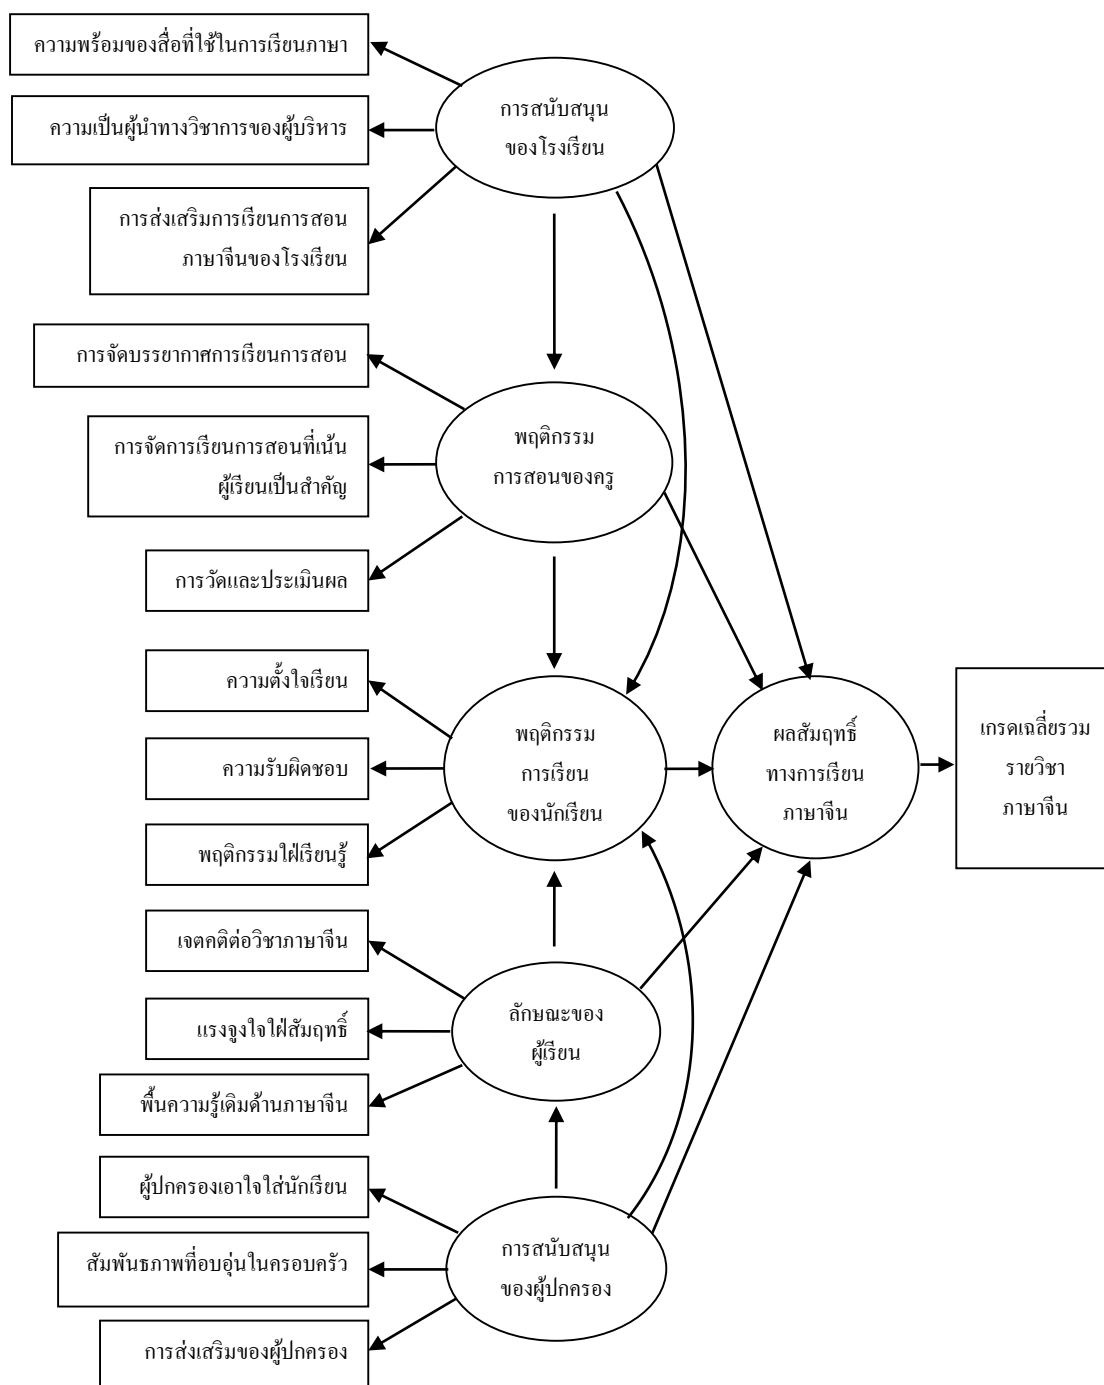 ความพร้อมของสื่อที่ใช้ในการเรียนภาษา
ความเป็นผู้นำทางวิชาการของผู้บริหาร
การส่งเสริมการเรียนการสอน
ภาษาจีนของโรงเรียน
การสนับสนุน
ของโรงเรียน
การจัดบรรยากาศการเรียนการสอน
การจัดการเรียนการสอนที่เน้น
ผู้เรียนเป็นสำคัญ
การวัดและประเมินผล
พฤติกรรม
การสอนของครู
ความตั้งใจเรียน
ความรับผิดชอบ
พฤติกรรมใฝ่เรียนรู้
พฤติกรรม
การเรียน
ของนักเรียน
ผลสัมฤทธิ์
ทางการเรียน
ภาษาจีน
เกรดเฉลี่ยรวม
รายวิชา
ภาษาจีน
เจตคติต่อวิชาภาษาจีน
แรงจูงใจใฝ่สัมฤทธิ์
พื้นความรู้เดิมด้านภาษาจีน
ลักษณะของ
ผู้เรียน
ผู้ปกครองเอาใจใส่นักเรียน
สัมพันธภาพที่อบอุ่นในครอบครัว
การส่งเสริมของผู้ปกครอง
การสนับสนุน
ของผู้ปกครอง